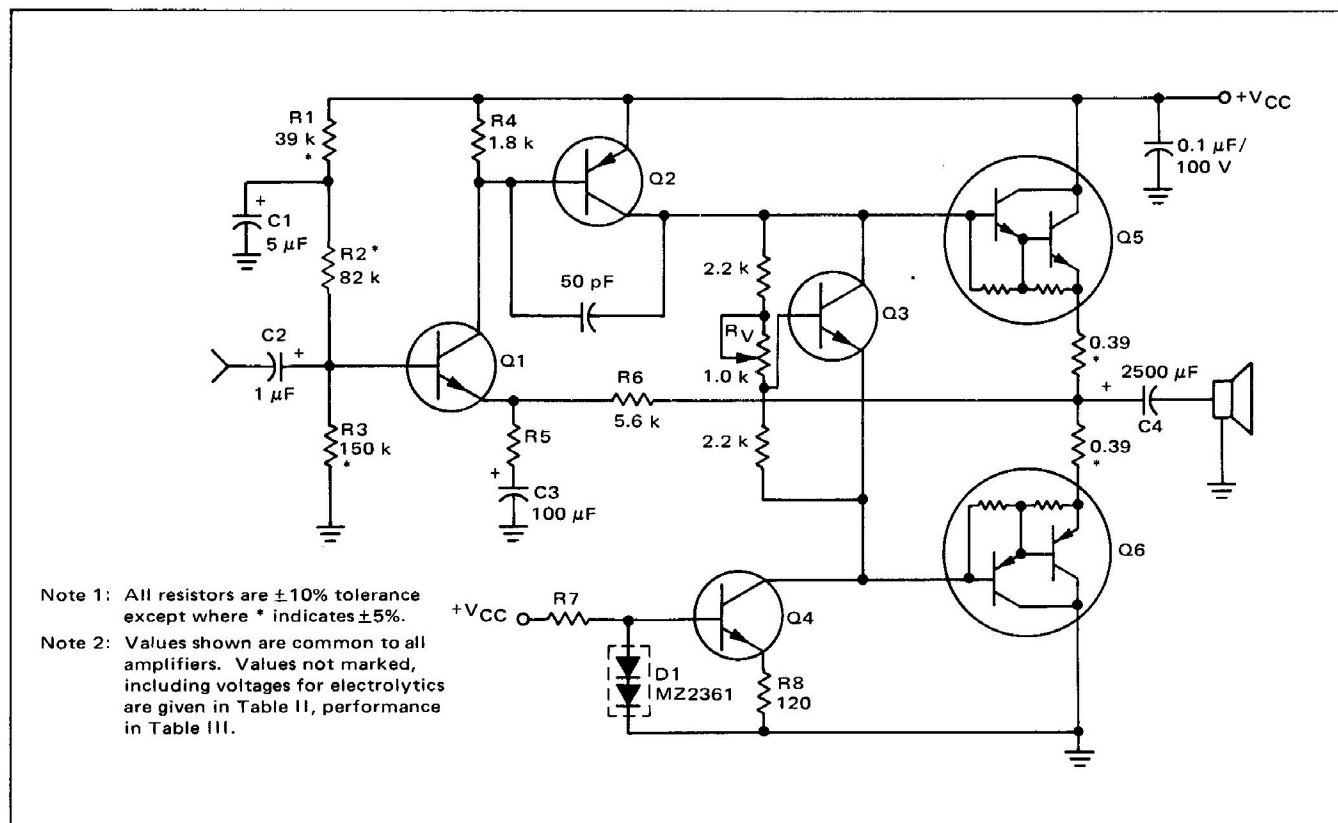 R1
39 k
*
C1
5 µF
+
R2*
82 k
C2
1 µF
+
R3
150 k
*
R4
1.8 k
Q2
50 pF
Q1
R5
+
C3
100 µF
R6
5.6 k
2.2 k
RV
1.0 k
2.2 k
Q3
Q5
+VCC
0.1 µF/
100 V
0.39
*
+
2500 µF
C4
0.39
*
Q6
+VCC
R7
Q4
D1
MZ2361
R8
120
Note 1: All resistors are ±10% tolerance
except where * indicates ±5%.
Note 2: Values shown are common to all
amplifiers. Values not marked,
including voltages for electrolytics
are given in Table II, performance
in Table III.